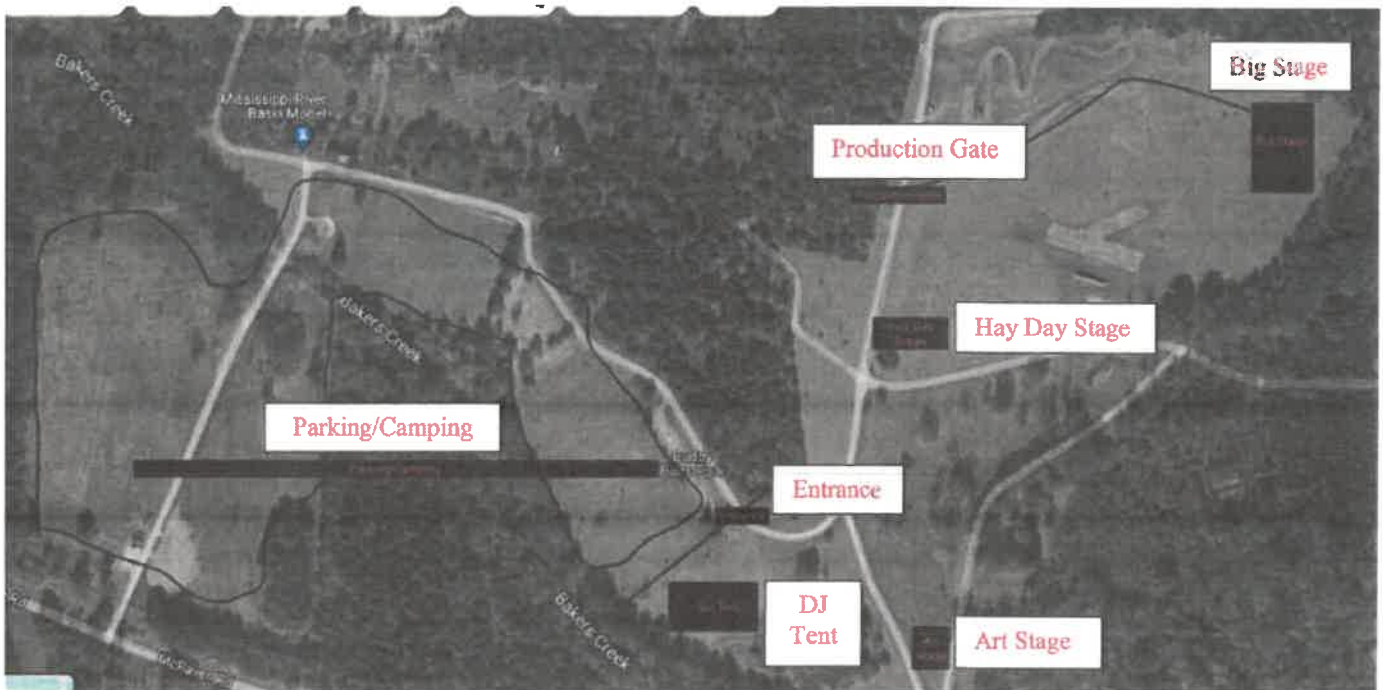 Big Stage
Bakers Creek
Mississippi River
Basin Model
Production Gate
Hay Day Stage
Bakers Creek
Parking/Camping
Entrance
DJ
Tent
Bakers Creek
Art Stage